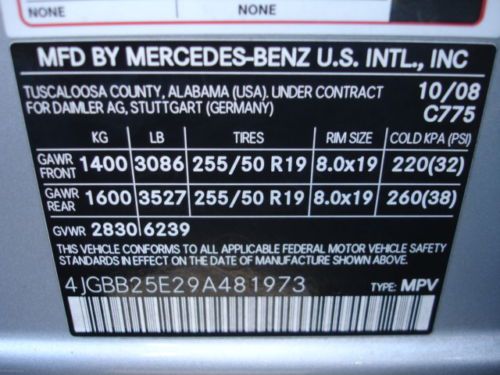 NONE NONE
MFD BY MERCEDES-BENZ U.S. INTL., INC
TUSCALOOSA COUNTY, ALABAMA (USA). UNDER CONTRACT 10/08
FOR DAIMLER AG, STUTTGART (GERMANY) C775
KG LB TIRES RIM SIZE COLD KPA (PSI)
GAWR FRONT 1400 3086 255/50 R19 8.0x19 220(32)
GAWR REAR 1600 3527 255/50 R19 8.0x19 260(38)
GVWR 2830 6239
THIS VEHICLE CONFORMS TO ALL APPLICABLE FEDERAL MOTOR VEHICLE SAFETY
STANDARDS IN EFFECT ON THE DATE OF MANUFACTURE SHOWN ABOVE.
4JGBB25E29A481973
TYPE: MPV